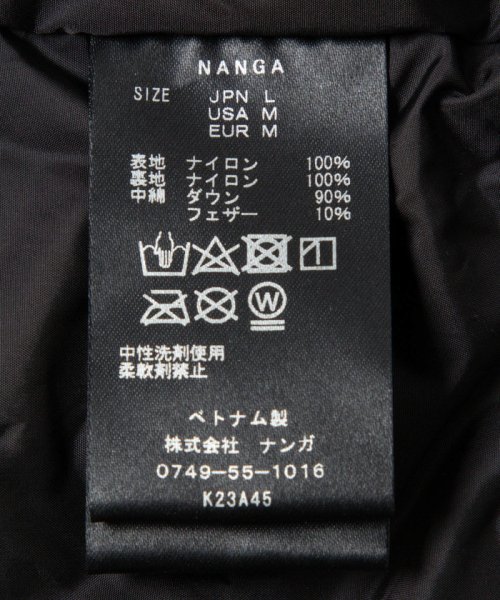 NANGA
SIZE JPN L
USA M
EUR M
表地 ナイロン 100%
裏地 ナイロン 100%
中綿 ダウン 90%
フェザー 10%
W
中性洗剤使用
柔軟剤禁止
ベトナム製
株式会社 ナンガ
0749-55-1016
K23A45